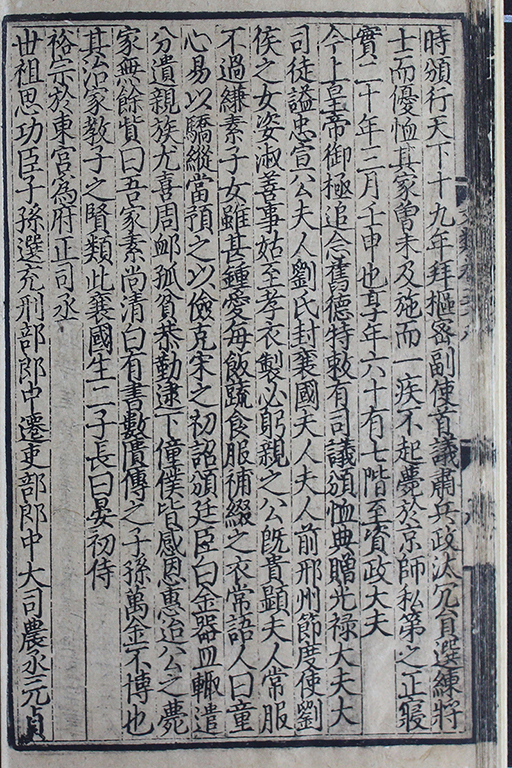 時頒行天下十九年拜樞密副使首議肅兵政汰冗員選練將
士而優恤其家曾未及施而一疾不起薨於京師私第之正寢
實二十年三月壬申也享年六十有七階至資政大夫
今上皇帝御極追念舊德特敕有司議頒恤典贈光祿大夫大
司徒謚忠宣公夫人劉氏封襄國夫人夫人前邢州節度使劉
侯之女姿淑善事姑至孝衣製必躬親之公既貴顯夫人常服
不過縑素子女雖甚鍾愛每飯蔬食服補綴之衣常語人曰童
心易以驕縱當預之以儉克宋之初詔頒廷臣白金器皿輙遣
分遺親族尤喜周卹孤貧恭勤逮下僮僕皆感恩惠迨公之薨
家無餘貲曰吾家素尚清白有書數匱傳之子孫萬金不博也
其治家教子之賢類此襄國生二子長曰晏初侍
裕宗於東宮為府正司丞
世祖思功臣子孫選充刑部郎中遷吏部郎中大司農丞元貞